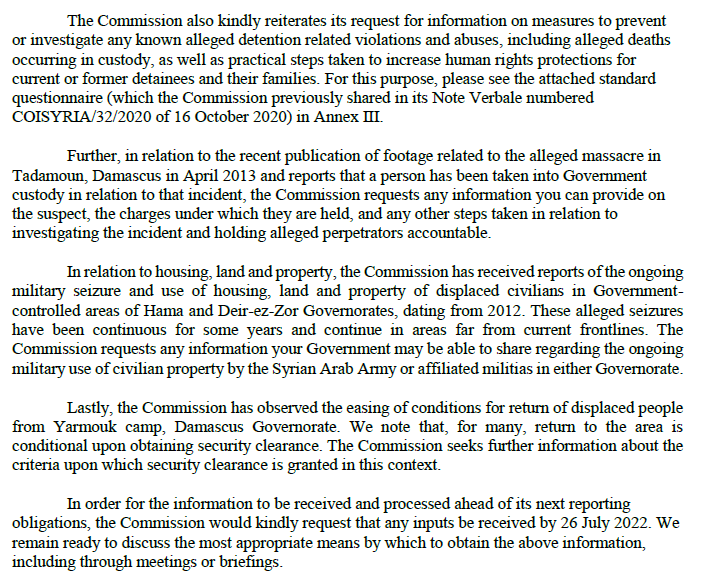 The Commission also kindly reiterates its request for information on measures to prevent
or investigate any known alleged detention related violations and abuses, including alleged deaths
occurring in custody, as well as practical steps taken to increase human rights protections for
current or former detainees and their families. For this purpose, please see the attached standard
questionnaire (which the Commission previously shared in its Note Verbale numbered
COISYRIA/32/2020 of 16 October 2020) in Annex III.
Further, in relation to the recent publication of footage related to the alleged massacre in
Tadamoun, Damascus in April 2013 and reports that a person has been taken into Government
custody in relation to that incident, the Commission requests any information you can provide on
the suspect, the charges under which they are held, and any other steps taken in relation to
investigating the incident and holding alleged perpetrators accountable.
In relation to housing, land and property, the Commission has received reports of the ongoing
military seizure and use of housing, land and property of displaced civilians in Government-
controlled areas of Hama and Deir-ez-Zor Governorates, dating from 2012. These alleged seizures
have been continuous for some years and continue in areas far from current frontlines. The
Commission requests any information your Government may be able to share regarding the ongoing
military use of civilian property by the Syrian Arab Army or affiliated militias in either Governorate.
Lastly, the Commission has observed the easing of conditions for return of displaced people
from Yarmouk camp, Damascus Governorate. We note that, for many, return to the area is
conditional upon obtaining security clearance. The Commission seeks further information about the
criteria upon which security clearance is granted in this context.
In order for the information to be received and processed ahead of its next reporting
obligations, the Commission would kindly request that any inputs be received by 26 July 2022. We
remain ready to discuss the most appropriate means by which to obtain the above information,
including through meetings or briefings.